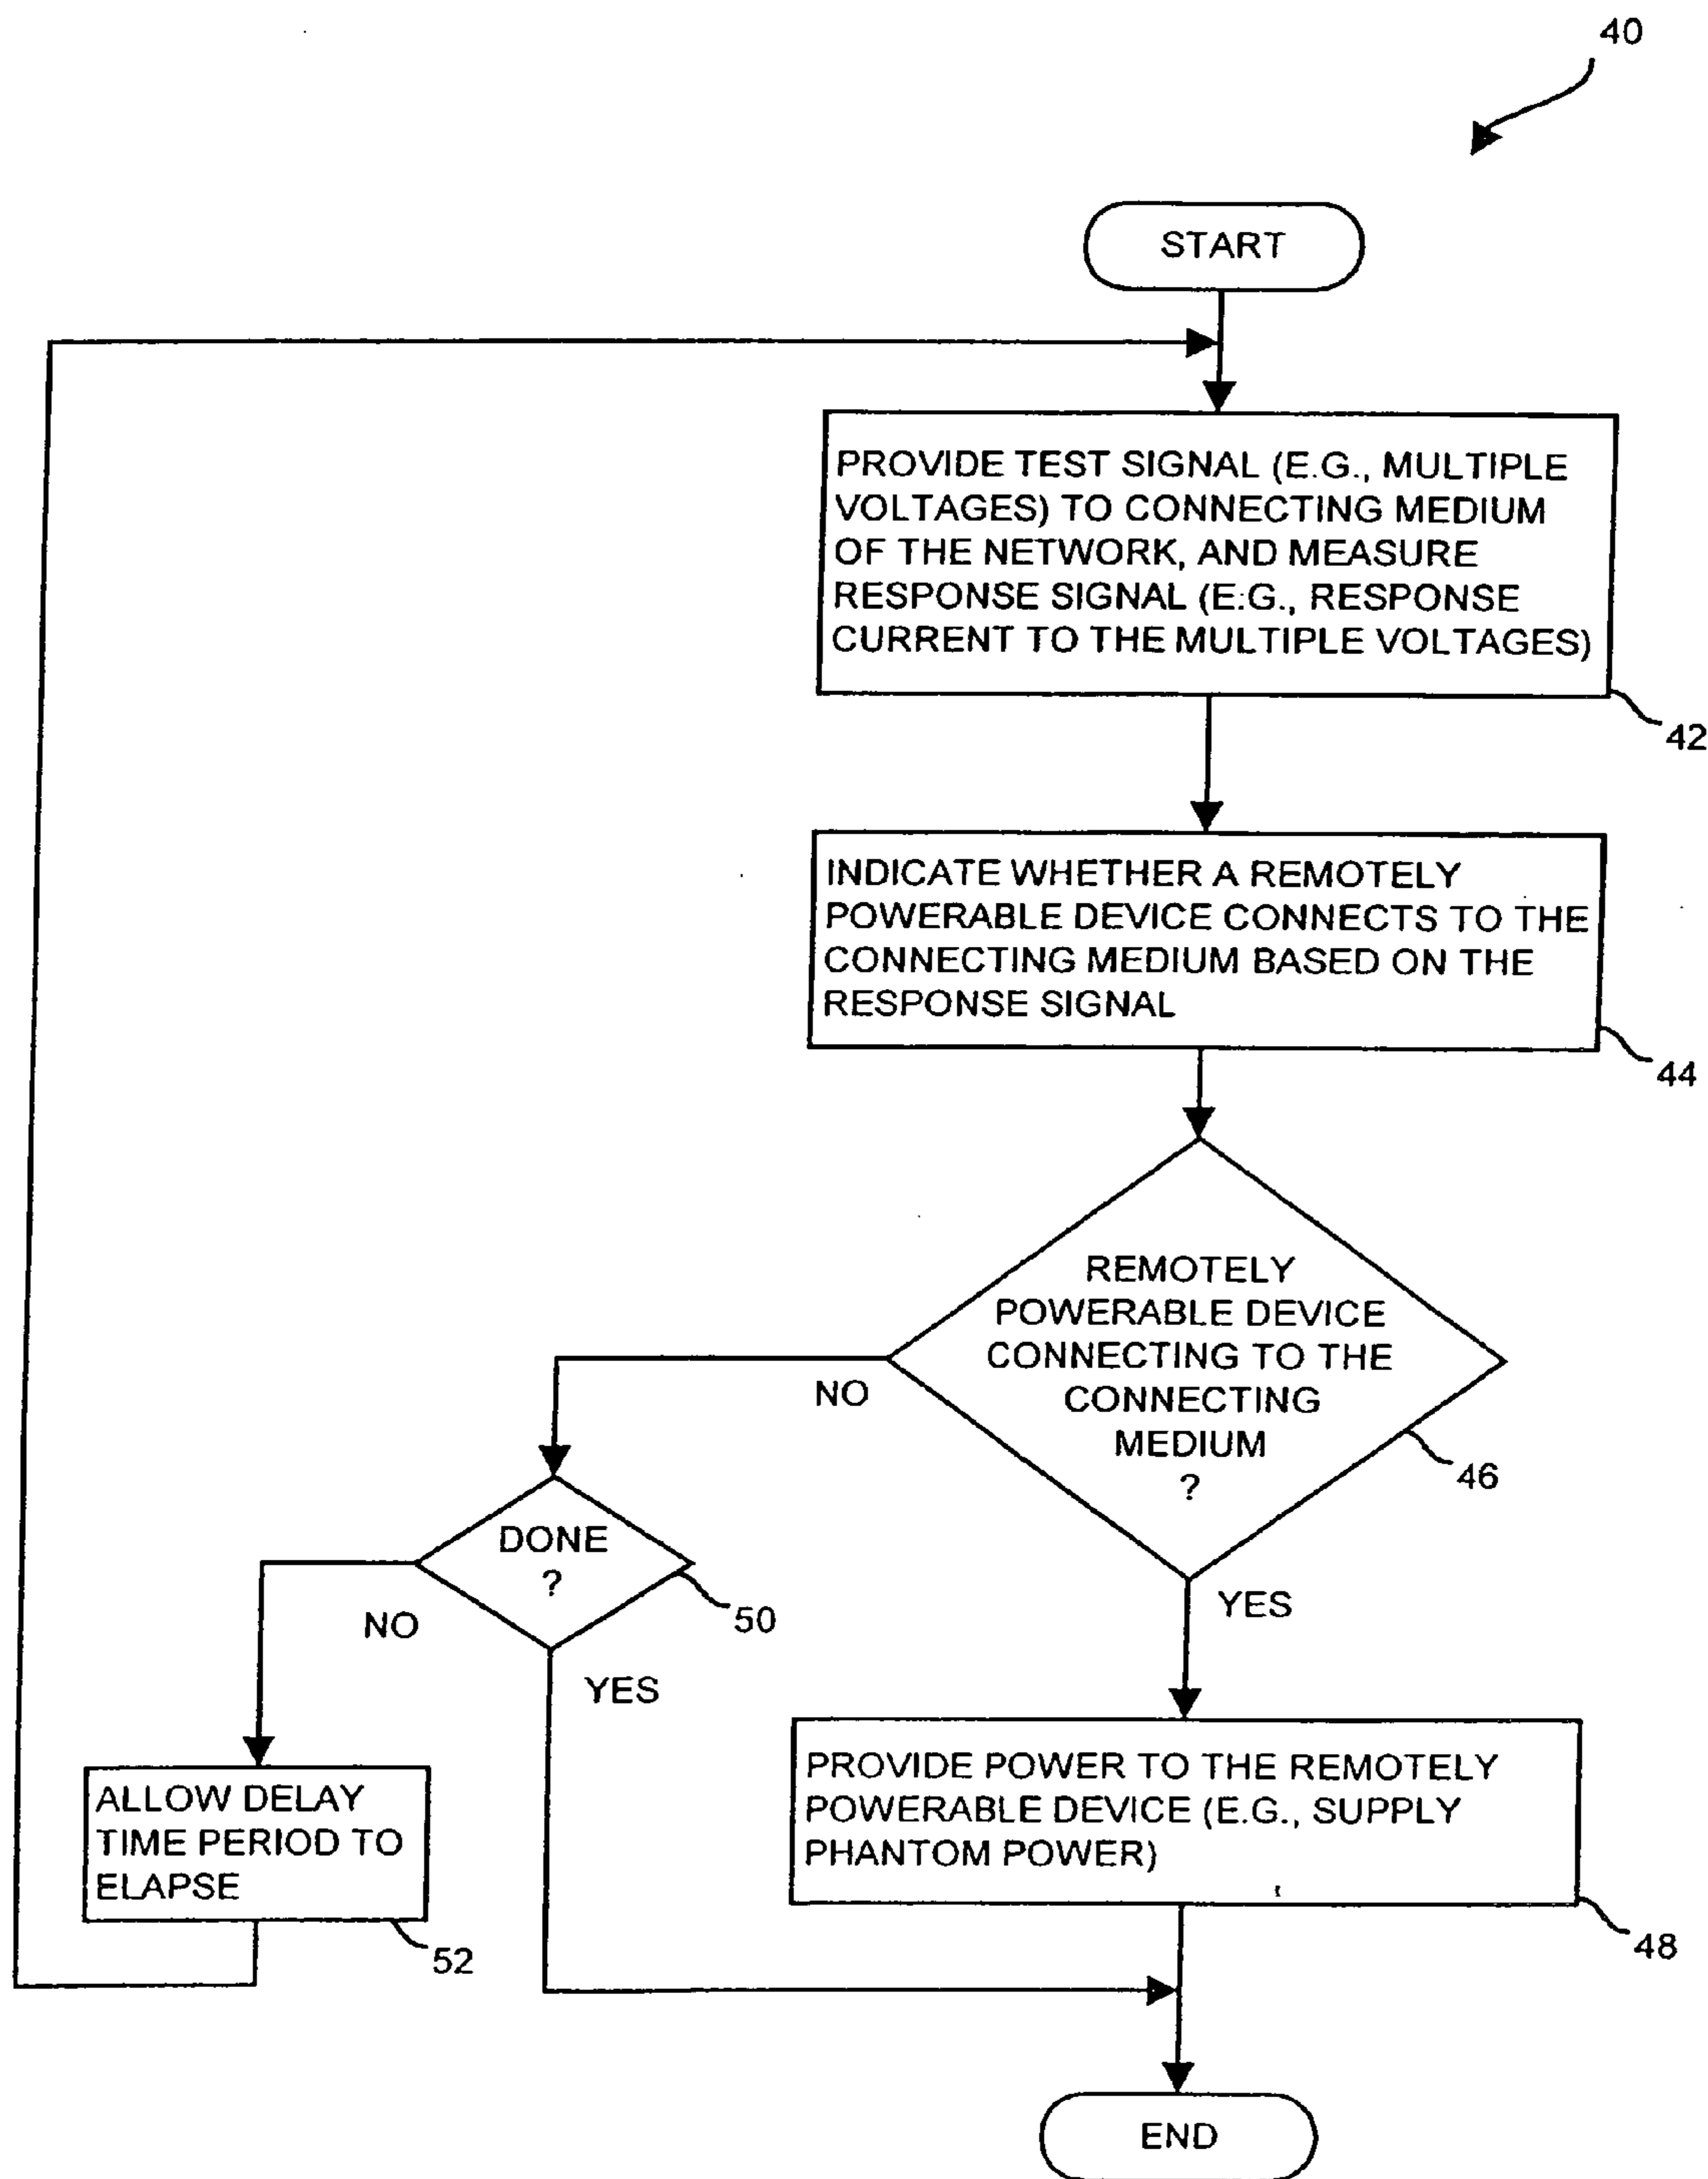 40
START
PROVIDE TEST SIGNAL (E.G., MULTIPLE
VOLTAGES) TO CONNECTING MEDIUM
OF THE NETWORK, AND MEASURE
RESPONSE SIGNAL (E.G., RESPONSE
CURRENT TO THE MULTIPLE VOLTAGES)
42
INDICATE WHETHER A REMOTELY
POWERABLE DEVICE CONNECTS TO THE
CONNECTING MEDIUM BASED ON THE
RESPONSE SIGNAL
44
REMOTELY
POWERABLE DEVICE
CONNECTING TO THE
CONNECTING
MEDIUM
?
46
NO
YES
DONE
?
50
NO
YES
ALLOW DELAY
TIME PERIOD TO
ELAPSE
52
PROVIDE POWER TO THE REMOTELY
POWERABLE DEVICE (E.G., SUPPLY
PHANTOM POWER)
48
END